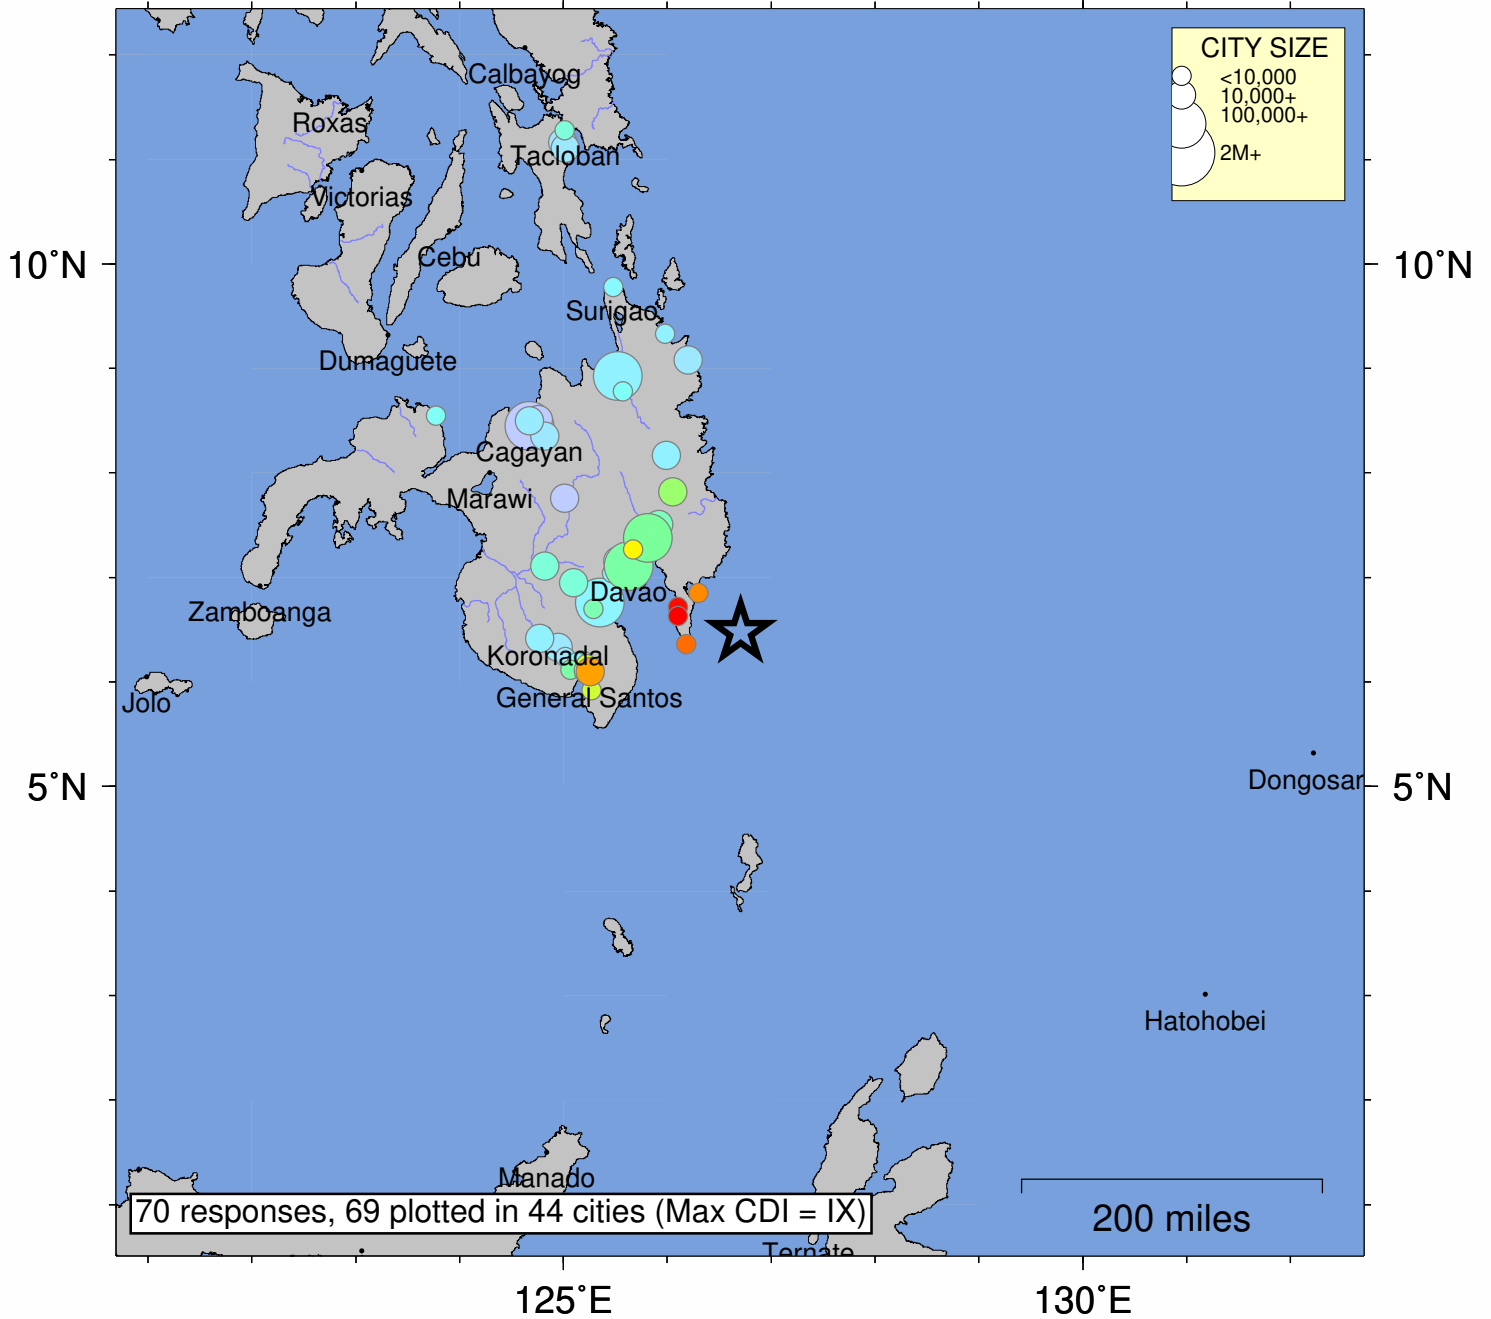 CITY SIZE
<10,000
10,000+
100,000+
2M+
Calbayog
Roxas
Tacloban
Victorias
Cebu
10˚N
10˚N
Surigao
Dumaguete
Cagayan
Marawi
Davao
Zamboanga
Koronadal
General Santos
Jolo
5˚N
5˚N
Dongosar
Hatohobei
Manado
70 responses, 69 plotted in 44 cities (Max CDI = IX)
200 miles
Ternate
125˚E
130˚E